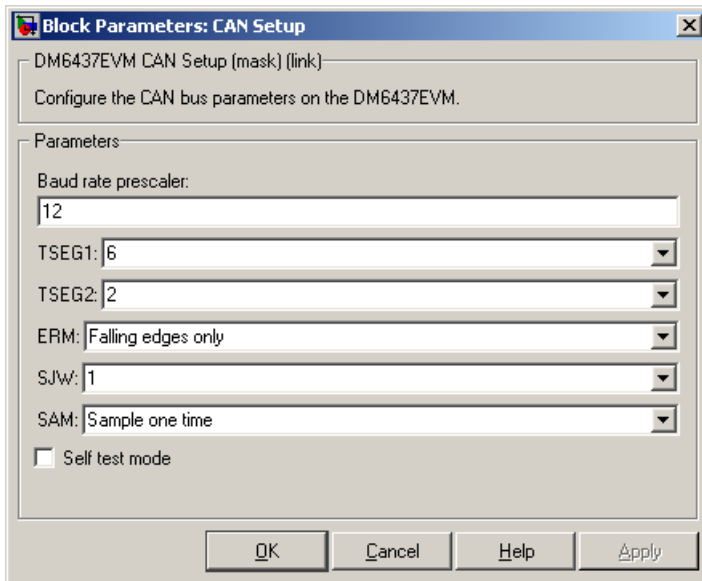 Block Parameters: CAN Setup
DM6437EVM CAN Setup (mask) (link)
Configure the CAN bus parameters on the DM6437EVM.
Parameters
Baud rate prescaler:
12
TSEG1: 6
TSEG2: 2
ERM: Falling edges only
SJW: 1
SAM: Sample one time
Self test mode
OK Cancel Help Apply